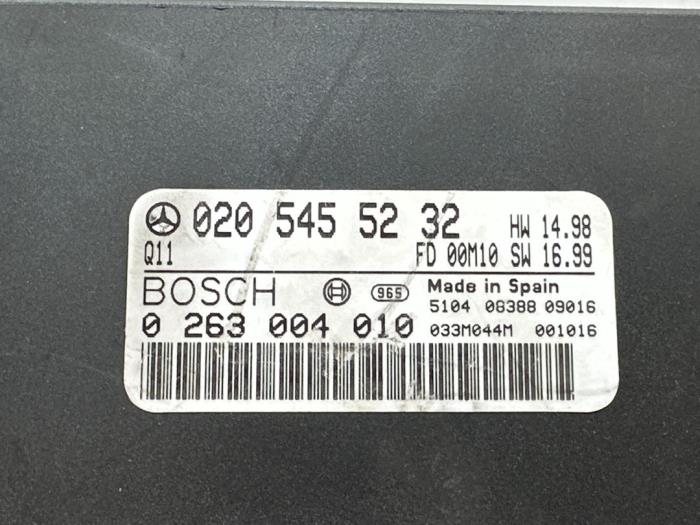 020 545 52 32 HW 14.98
Q11 FD 00M10 SW 16.99
BOSCH 965 Made in Spain
5104 08388 09016
0 263 004 010 033M044M 001016